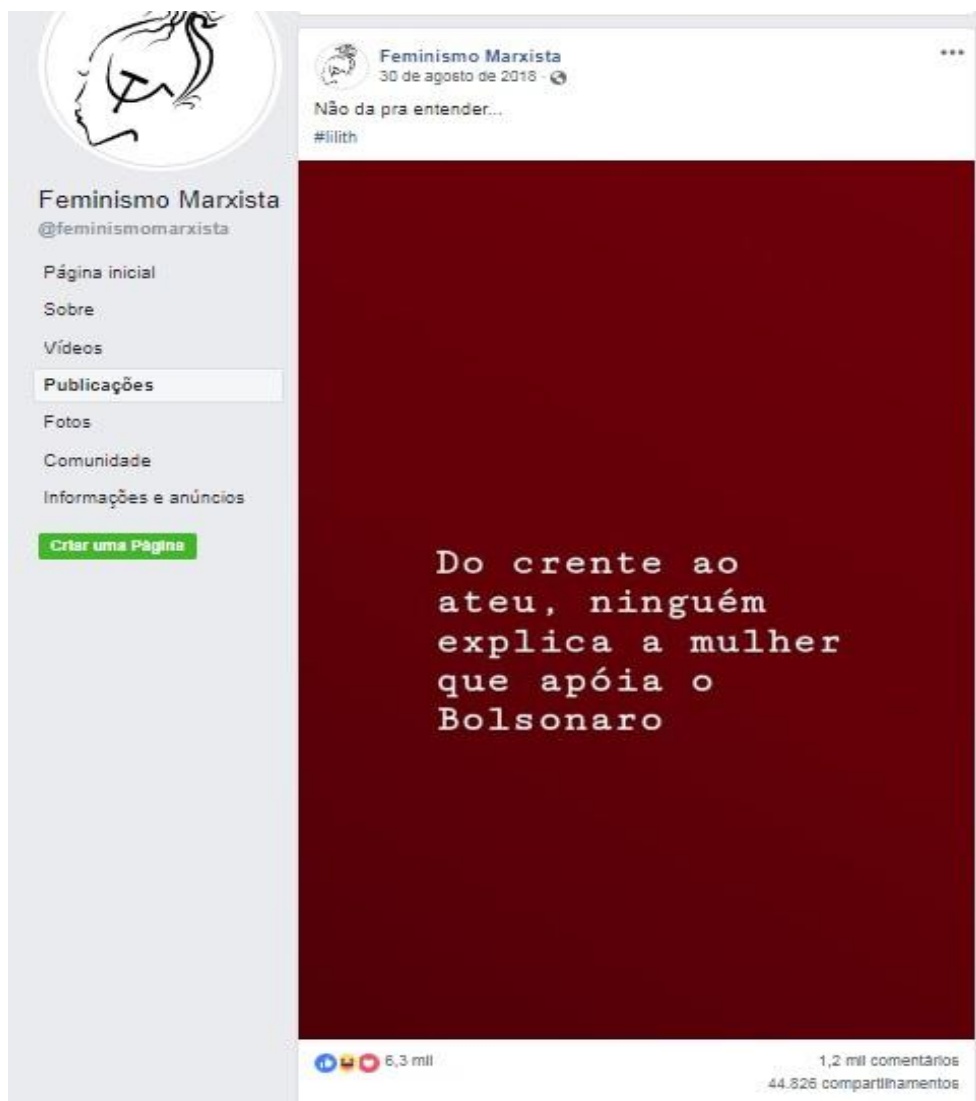 Feminismo Marxista
@feminismomarxista
Página inicial
Sobre
Vídeos
Publicações
Fotos
Comunidade
Informações e anúncios
Criar uma Página
Feminismo Marxista
30 de agosto de 2018 ·
Não da pra entender...
#lilith
Do crente ao
ateu, ninguém
explica a mulher
que apóia o
Bolsonaro
6,3 mil
1,2 mil comentários
44.826 compartilhamentos